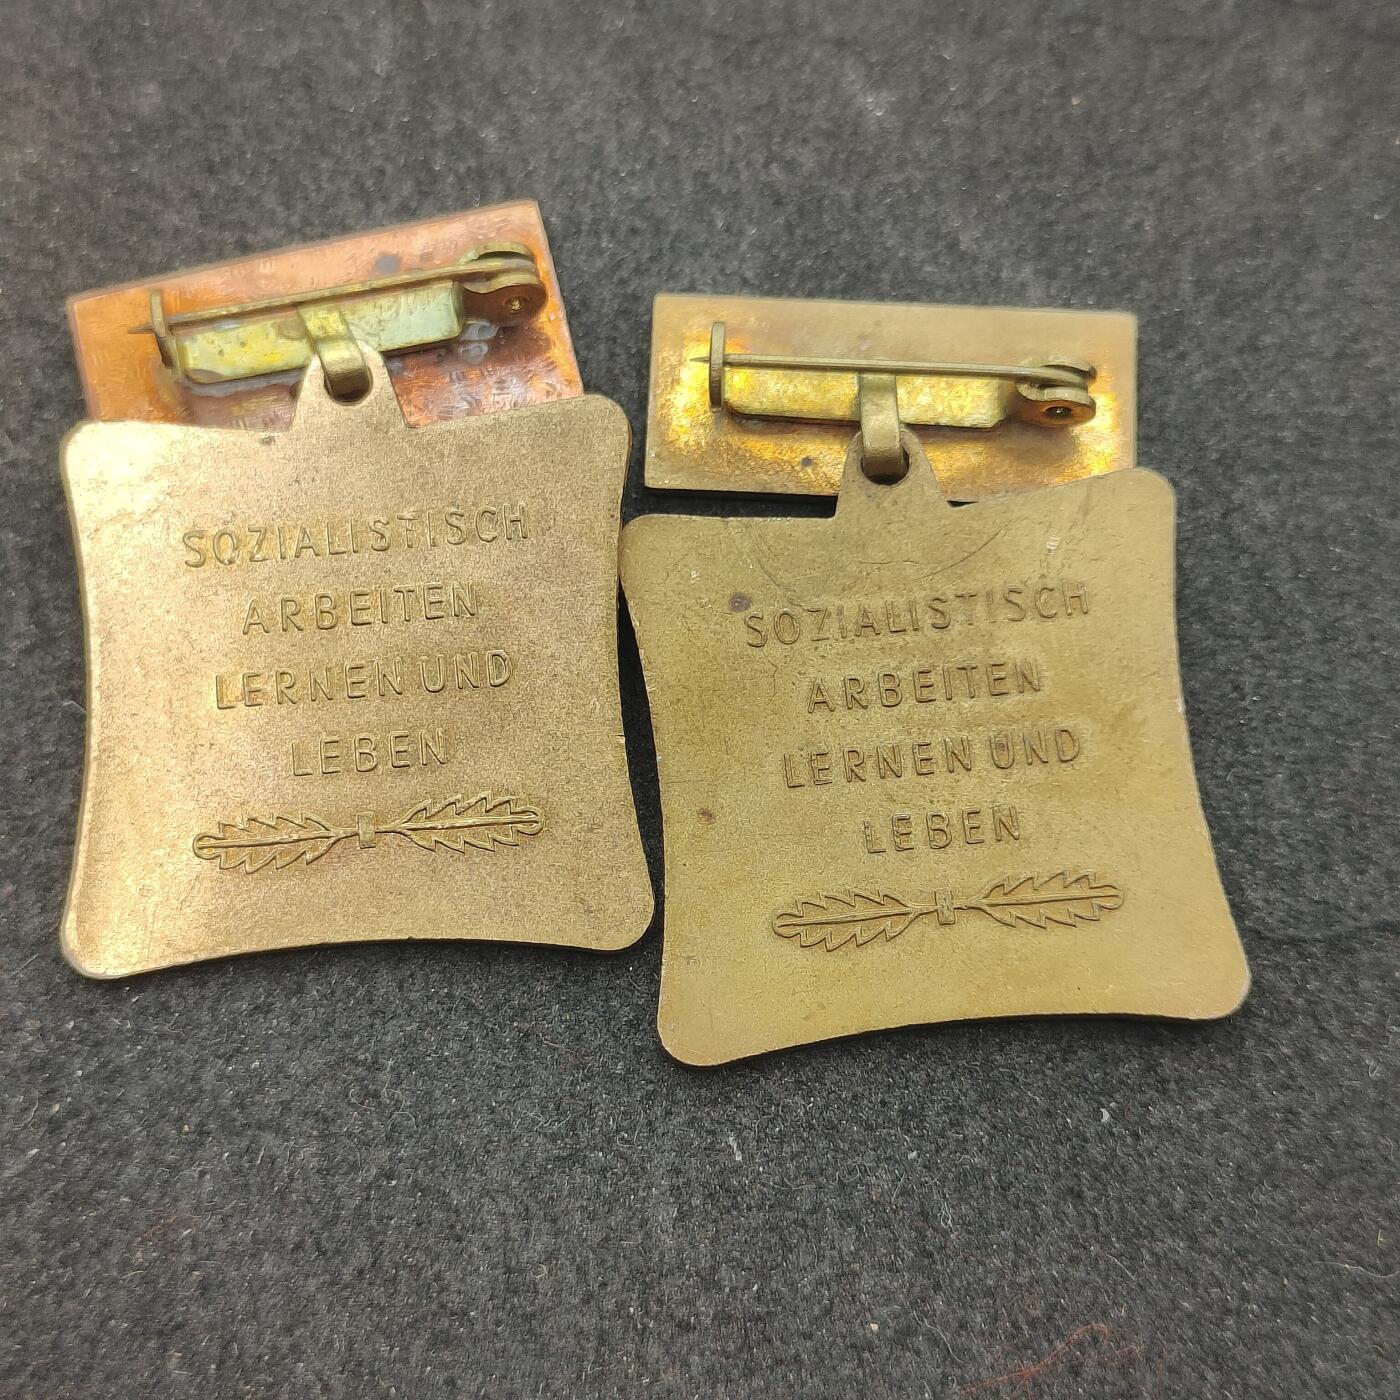 SOZIALISTISCH
ARBEITEN
LERNEN UND
LEBEN
SOZIALISTISCH
ARBEITEN
LERNEN UND
LEBEN